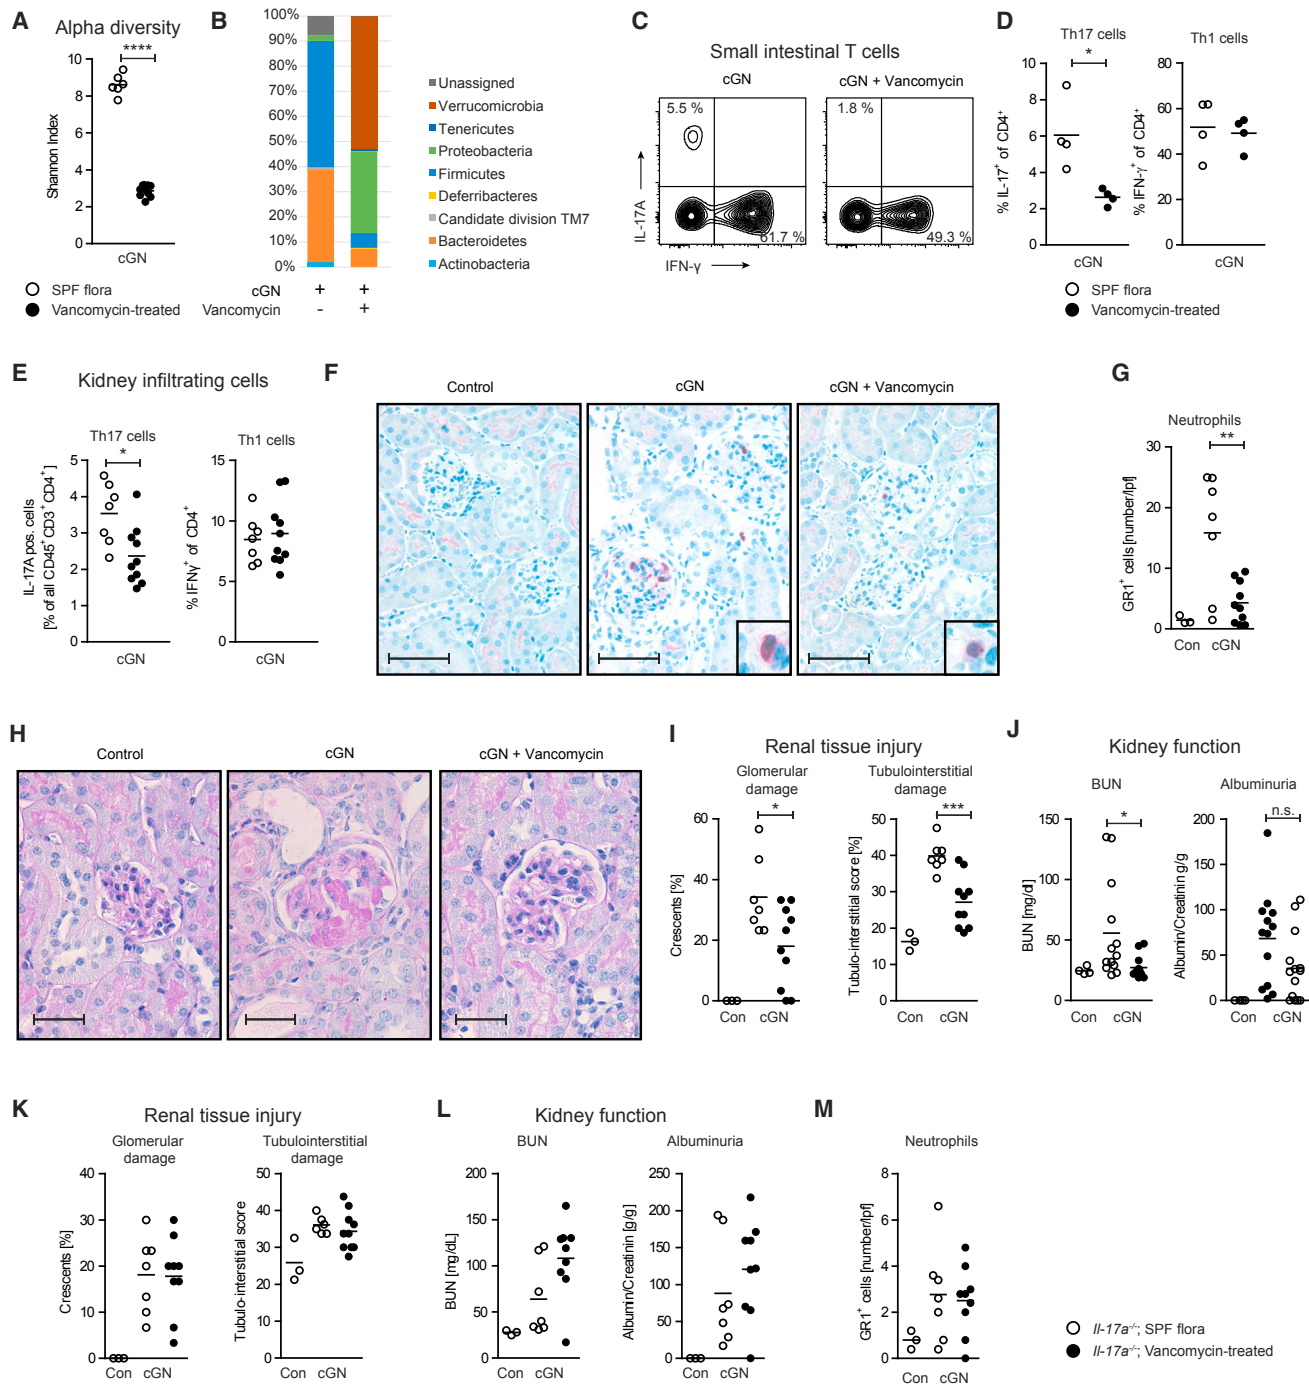 A
Alpha diversity
****
10
8
6
4
2
0
Shannon Index
cGN
SPF flora
Vancomycin-treated
B
100%
90%
80%
70%
60%
50%
40%
30%
20%
10%
0%
cGN + +
Vancomycin - +
Unassigned
Verrucomicrobia
Tenericutes
Proteobacteria
Firmicutes
Deferribacteres
Candidate division TM7
Bacteroidetes
Actinobacteria
C
Small intestinal T cells
cGN
cGN + Vancomycin
5.5 %
1.8 %
61.7 %
49.3 %
IL-17A
IFN-γ
D
Th17 cells
*
10
8
6
4
2
0
% IL-17⁺ of CD4⁺
cGN
Th1 cells
80
60
40
20
0
% IFN-γ⁺ of CD4⁺
cGN
SPF flora
Vancomycin-treated
E
Kidney infiltrating cells
Th17 cells
*
5
4
3
2
1
0
IL-17A pos. cells
[% of all CD45⁺CD3⁺CD4⁺]
cGN
Th1 cells
15
10
5
0
% IFNγ⁺ of CD4⁺
cGN
F
Control
cGN
cGN + Vancomycin
G
Neutrophils
**
30
20
10
0
GR1⁺ cells [number/lpf]
Con cGN
H
Control
cGN
cGN + Vancomycin
I
Renal tissue injury
Glomerular
damage
*
60
40
20
0
Crescents [%]
Con cGN
Tubulointerstitial
damage
***
50
40
30
20
10
0
Tubulo-interstitial score [%]
Con cGN
J
Kidney function
BUN
*
150
100
50
0
BUN [mg/dl]
Con cGN
Albuminuria
n.s.
200
150
100
50
0
Albumin/Creatinin g/g
Con cGN
K
Renal tissue injury
Glomerular
damage
40
30
20
10
0
Crescents [%]
Con cGN
Tubulointerstitial
damage
50
40
30
20
10
0
Tubulo-interstitial score
Con cGN
L
Kidney function
BUN
200
150
100
50
0
BUN [mg/dL]
Con cGN
Albuminuria
250
200
150
100
50
0
Albumin/Creatinin [g/g]
Con cGN
M
Neutrophils
8
6
4
2
0
GR1⁺ cells [number/lpf]
Con cGN
Il-17a⁻/⁻; SPF flora
Il-17a⁻/⁻; Vancomycin-treated